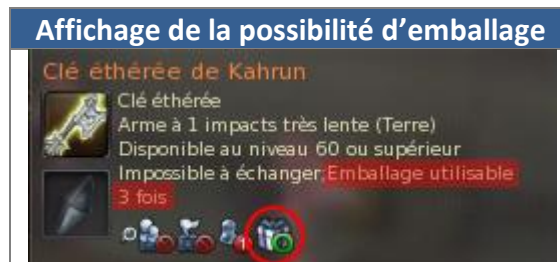 Affichage de la possibilité d’emballage
Clé éthérée de Kahrun
Clé éthérée
Arme à 1 impacts très lente (Terre)
Disponible au niveau 60 ou supérieur
Impossible à échanger,Emballage utilisable
3 fois
1